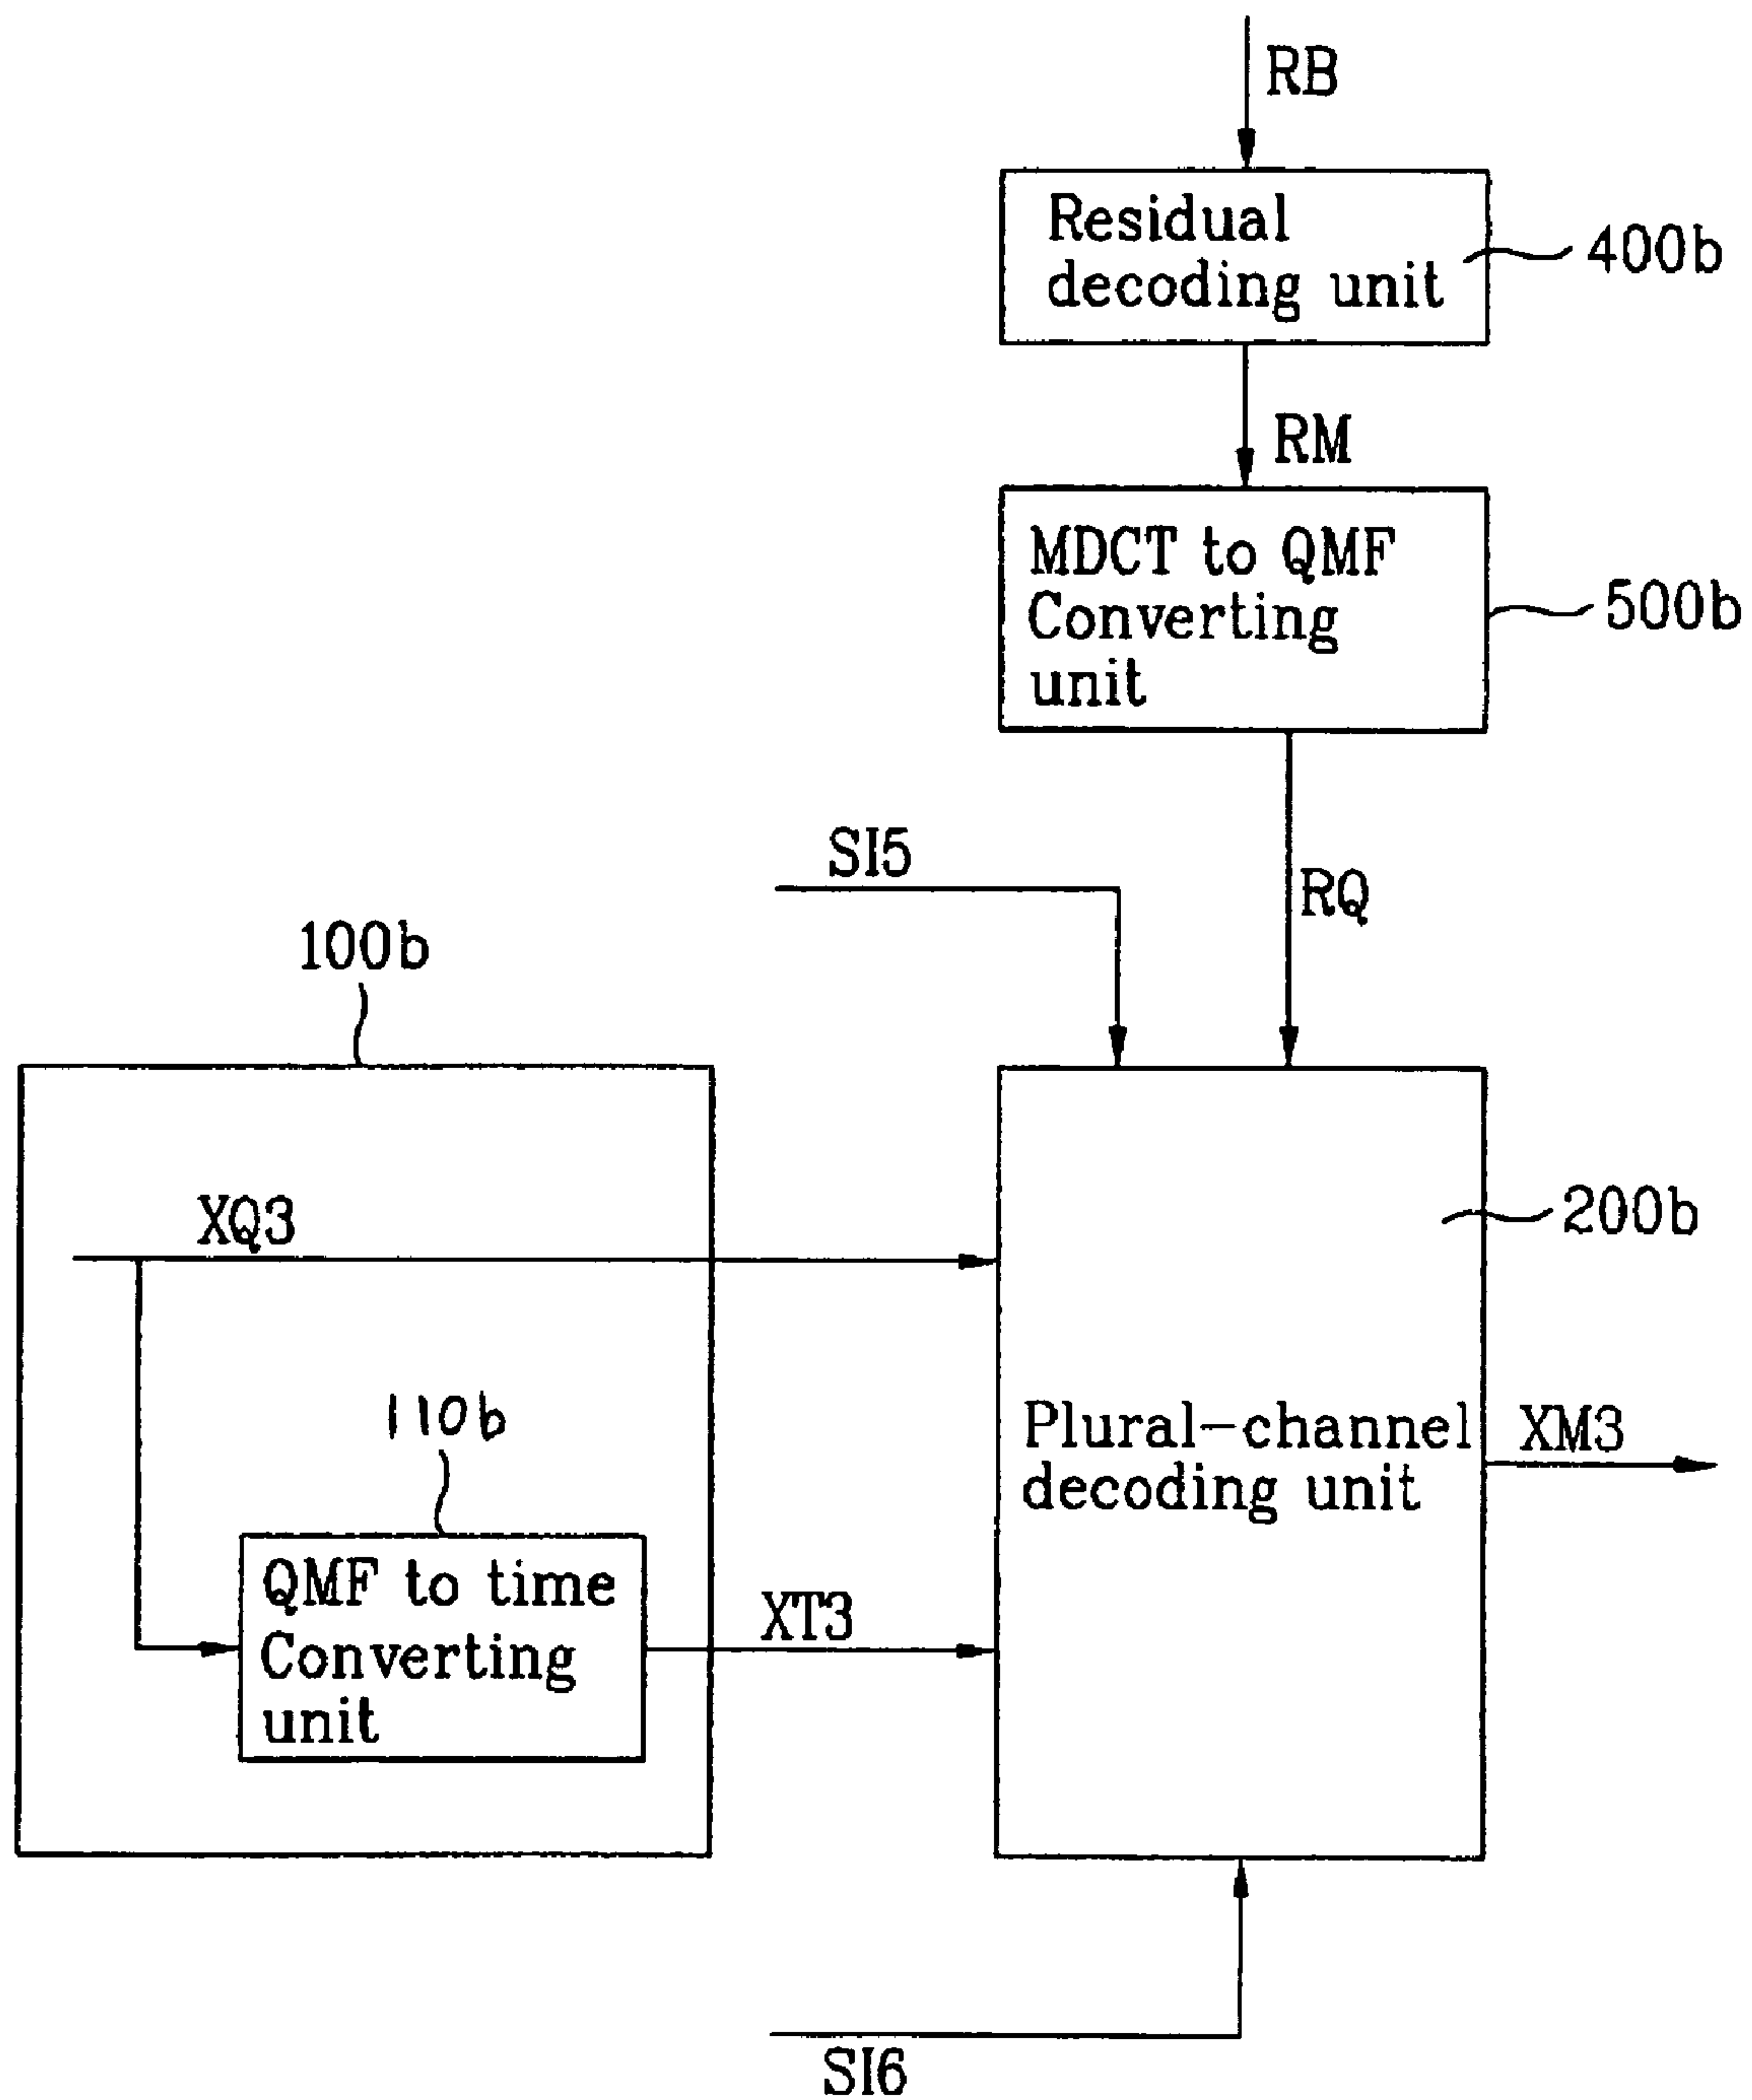 RB
Residual
decoding unit
400b
RM
MDCT to QMF
Converting
unit
500b
SI5
RQ
100b
XQ3
200b
110b
QMF to time
Converting
unit
XT3
Plural-channel
decoding unit
XM3
SI6